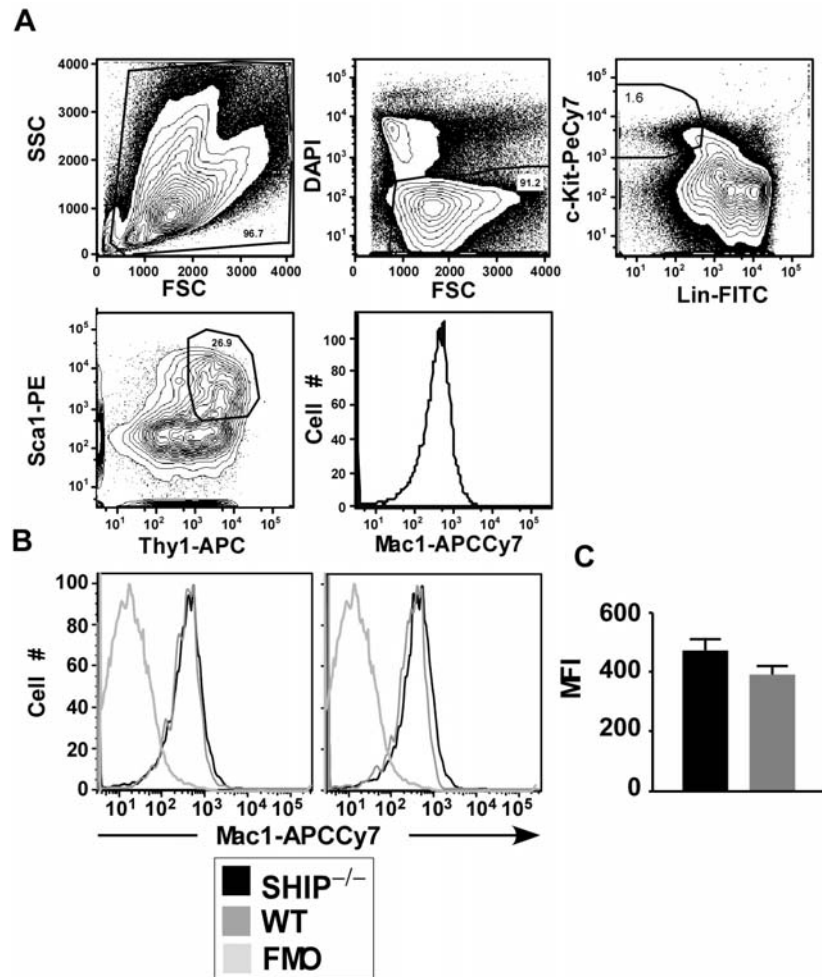 A
SSC
4000
3000
2000
1000
0
96.7
0 1000 2000 3000 4000
FSC
DAPI
10^5
10^4
10^3
10^2
10^1
91.2
0 1000 2000 3000 4000
FSC
c-Kit-PeCy7
10^5
10^4
10^3
10^2
10^1
1.6
10^1 10^2 10^3 10^4 10^5
Lin-FITC
Sca1-PE
10^5
10^4
10^3
10^2
10^1
26.9
10^1 10^2 10^3 10^4 10^5
Thy1-APC
Cell #
100
80
60
40
20
0
10^1 10^2 10^3 10^4 10^5
Mac1-APCCy7
B
Cell #
100
80
60
40
20
0
10^1 10^2 10^3 10^4 10^5
10^1 10^2 10^3 10^4 10^5
Mac1-APCCy7
SHIP−/−
WT
FMO
C
MFI
600
400
200
0